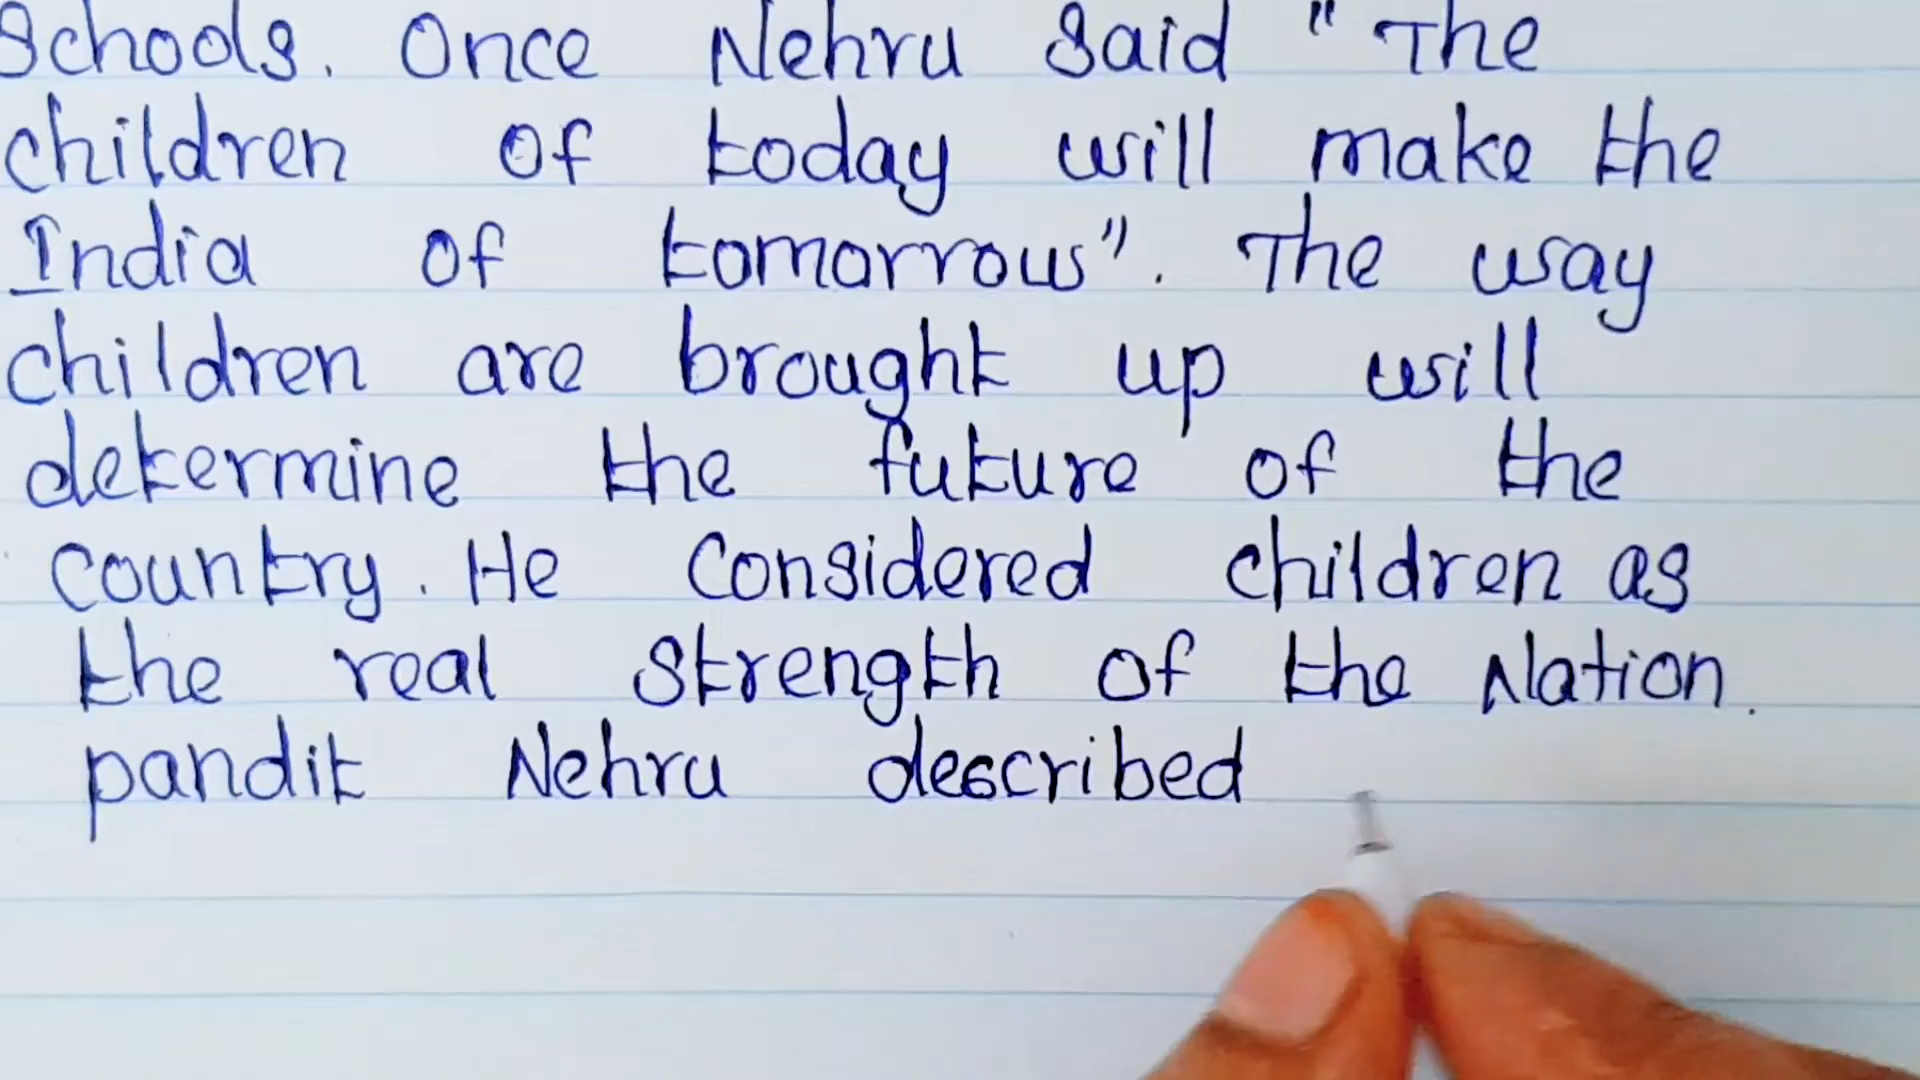 Schools. Once Nehru Said "The
children of today will make the
India of tomorrow". The way
children are brought up will
determine the future of the
country. He Considered children as
the real Strength of the Nation.
pandit Nehru described